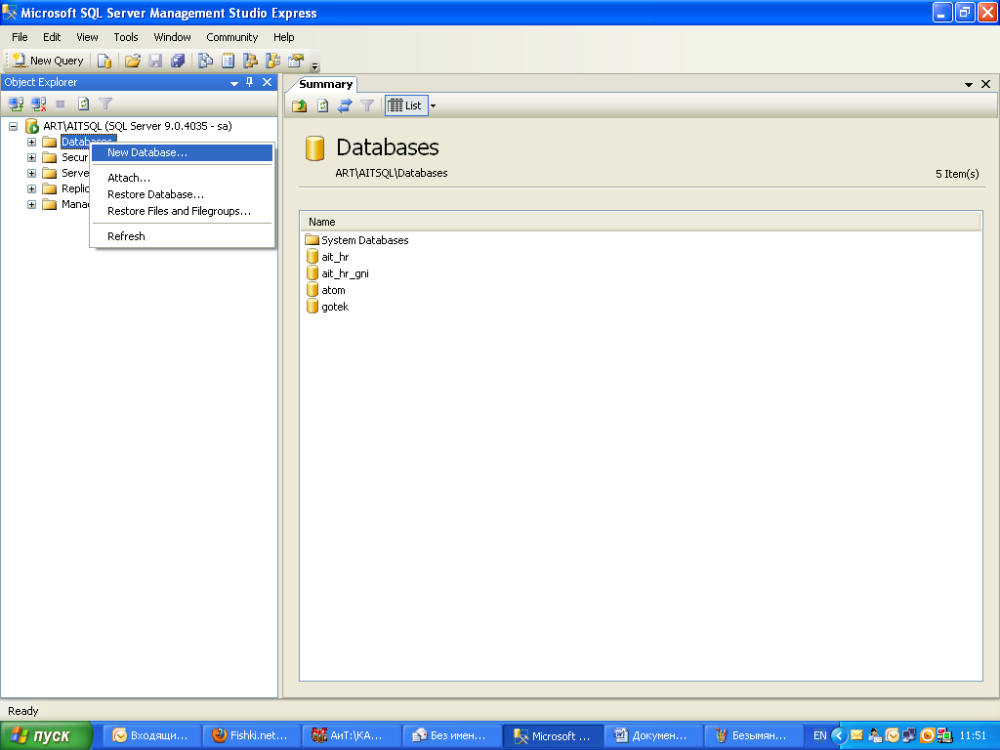 Microsoft SQL Server Management Studio Express
File Edit View Tools Window Community Help
New Query
Object Explorer
Summary
List
ART\AITSQL (SQL Server 9.0.4035 - sa)
Databases
New Database...
Attach...
Restore Database...
Restore Files and Filegroups...
Refresh
Secur
Serve
Replic
Mana
Databases
ART\AITSQL\Databases
5 Item(s)
Name
System Databases
ait_hr
ait_hr_gni
atom
gotek
Ready
пуск Входящи... Fishki.net... АиТ:\КА... Без имен... Microsoft ... Докумен... Безымян... EN 11:51